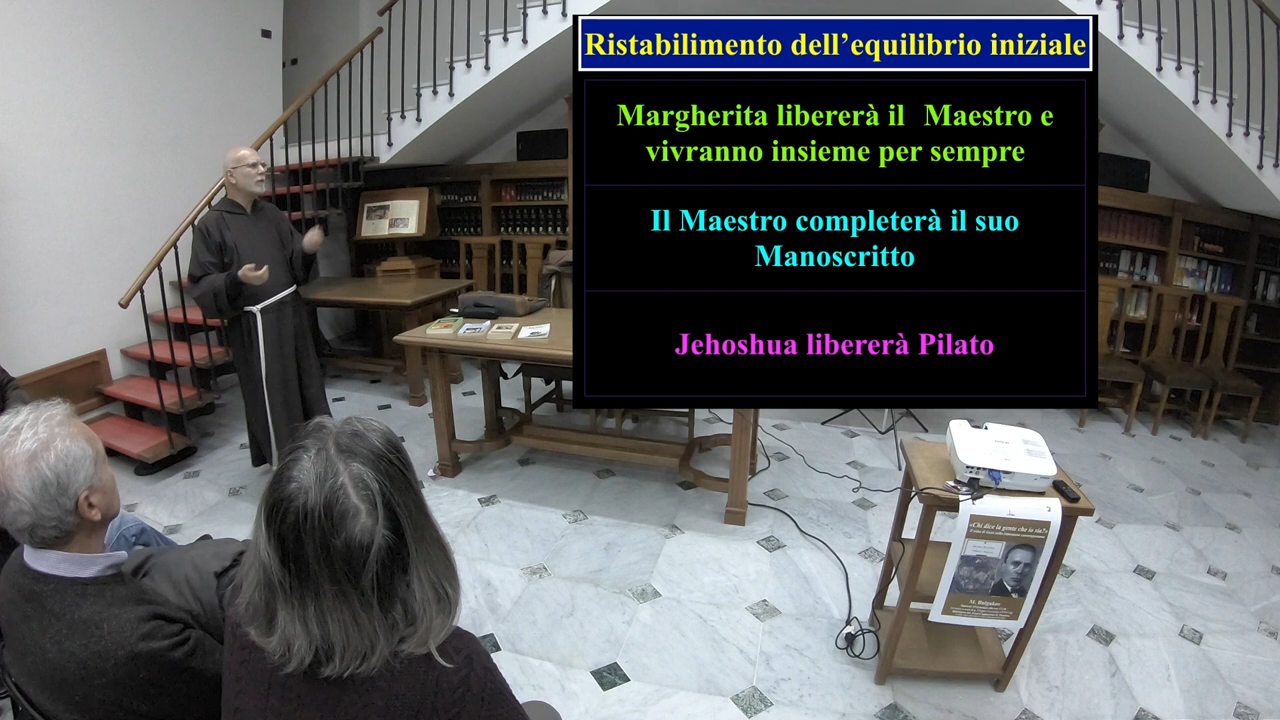 Ristabilimento dell'equilibrio iniziale
Margherita libererà il Maestro e
vivranno insieme per sempre
Il Maestro completerà il suo
Manoscritto
Jehoshua libererà Pilato
«Chi dice la gente che io sia?»
M. Bulgakov